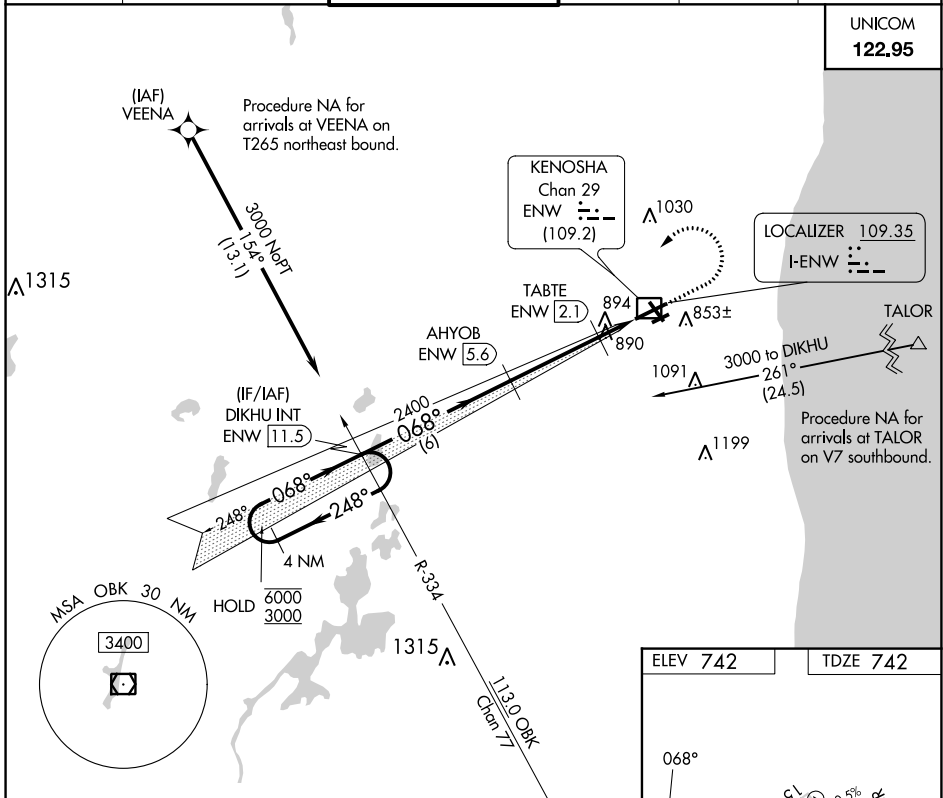 UNICOM
122.95
(IAF)
VEENA
Procedure NA for
arrivals at VEENA on
T265 northeast bound.
3000 NoPT
154°
(13.1)
KENOSHA
Chan 29
ENW
(109.2)
1030
LOCALIZER 109.35
I-ENW
1315
TABTE
ENW 2.1
894
890
853±
TALOR
AHYOB
ENW 5.6
1091
3000 to DIKHU
261°
(24.5)
(IF/IAF)
DIKHU INT
ENW 11.5
2400
068°
(6)
Procedure NA for
arrivals at TALOR
on V7 southbound.
1199
248°
068°
248°
4 NM
HOLD
6000
3000
R-334
MSA OBK 30 NM
3400
1315
113.0 OBK
Chan 77
ELEV 742
TDZE 742
068°